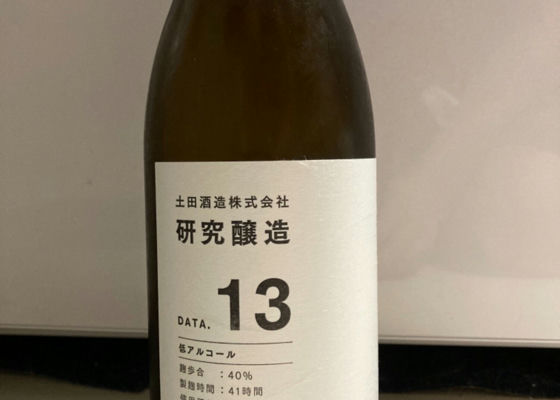 土田酒造株式会社
研究醸造
DATA. 13
低アルコール
麹歩合 ：40%
製麹時間：41時間